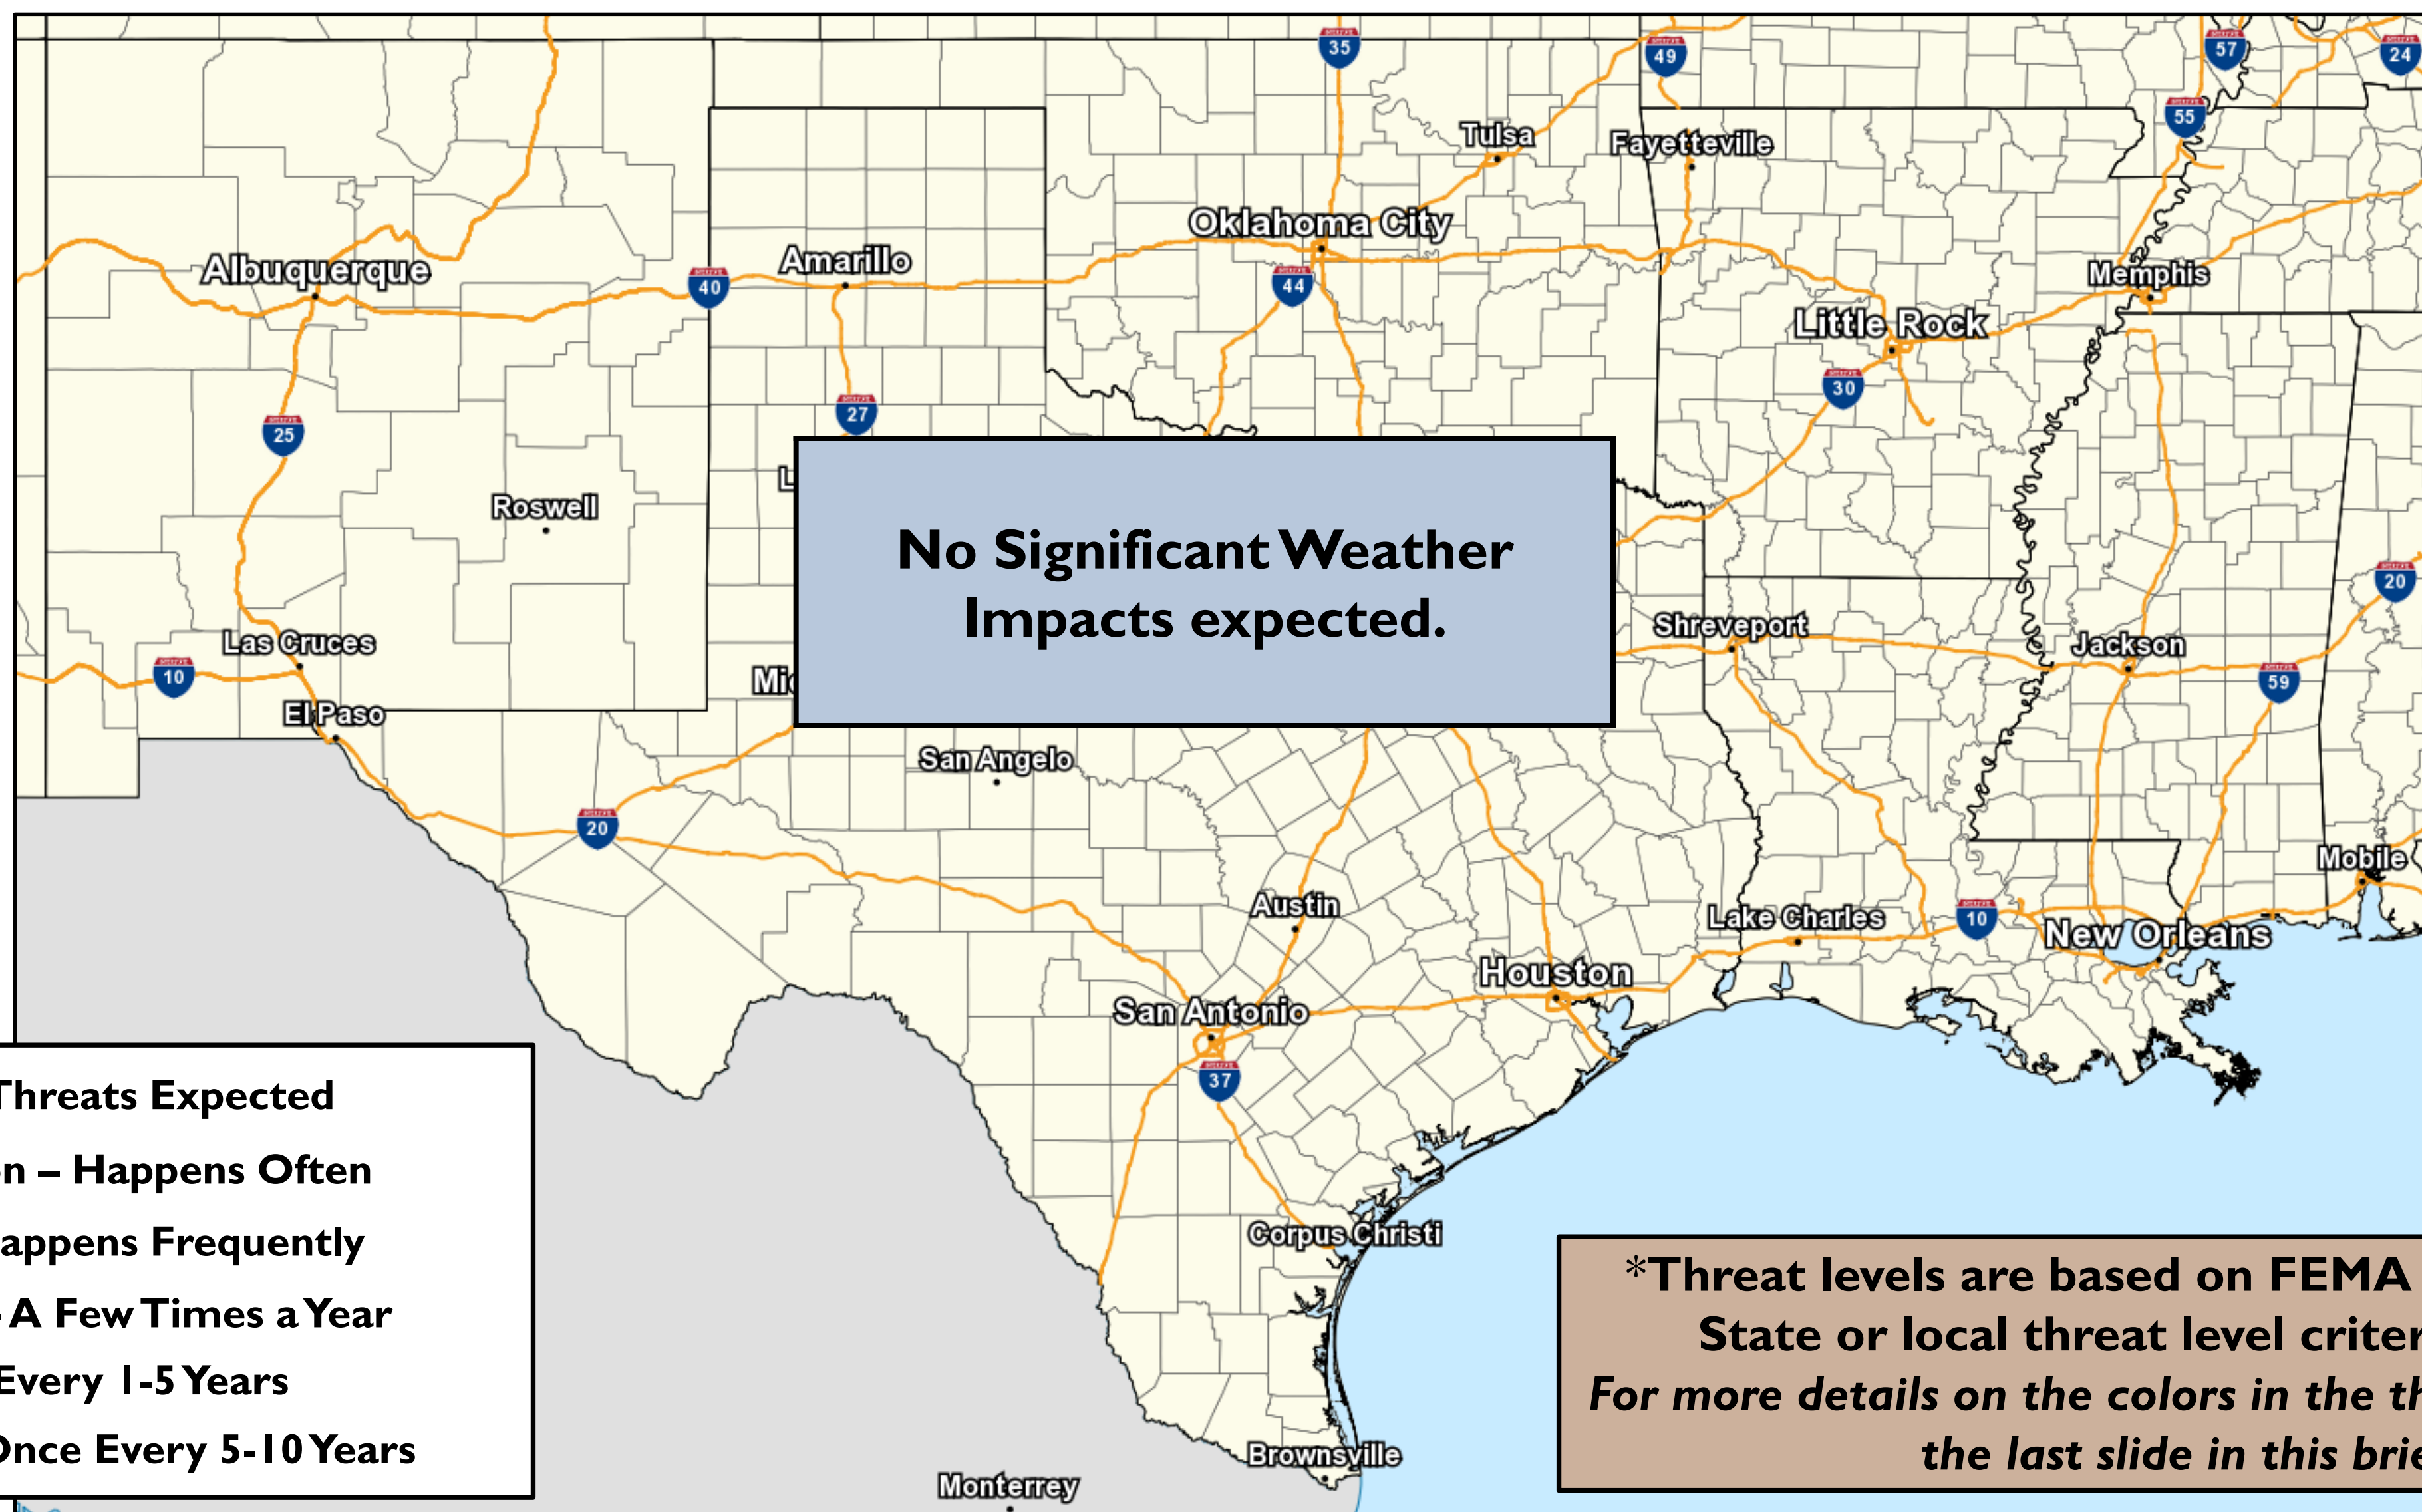 35
49
57
24
55
Tulsa
Fayetteville
Oklahoma City
Albuquerque
Amarillo
40
44
Memphis
Little Rock
30
27
25
L
Roswell
No Significant Weather
Impacts expected.
20
Shreveport
Las Cruces
Jackson
10
Mic
59
El Paso
San Angelo
20
Mobile
Austin
Lake Charles
10
New Orleans
Houston
San Antonio
37
Threats Expected
n – Happens Often
Corpus Christi
appens Frequently
*Threat levels are based on FEMA
- A Few Times a Year
State or local threat level criter
Every 1-5 Years
For more details on the colors in the th
Once Every 5-10 Years
the last slide in this brie
Brownsville
Monterrey